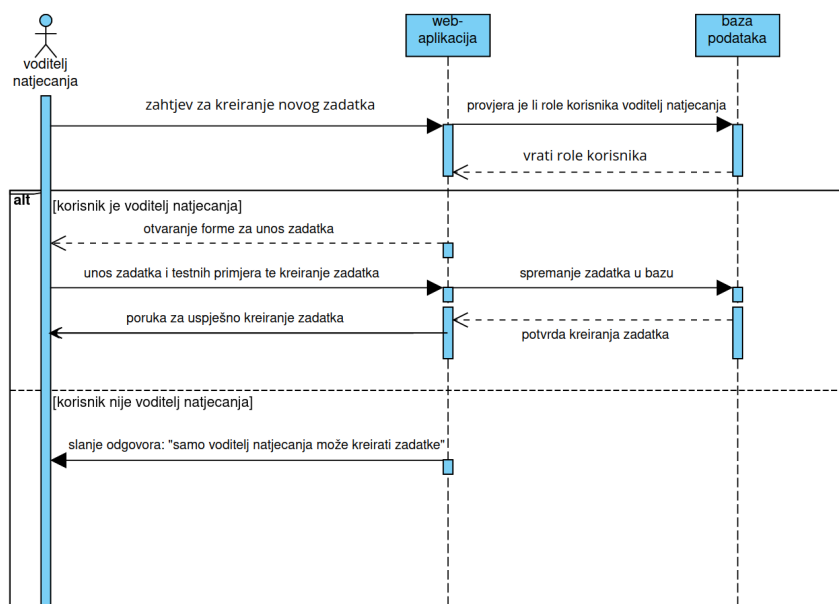 voditelj
natjecanja
web-
aplikacija
baza
podataka
zahtjev za kreiranje novog zadatka
provjera je li role korisnika voditelj natjecanja
vrati role korisnika
alt
[korisnik je voditelj natjecanja]
otvaranje forme za unos zadatka
unos zadatka i testnih primjera te kreiranje zadatka
spremanje zadatka u bazu
poruka za uspješno kreiranje zadatka
potvrda kreiranja zadatka
[korisnik nije voditelj natjecanja]
slanje odgovora: "samo voditelj natjecanja može kreirati zadatke"